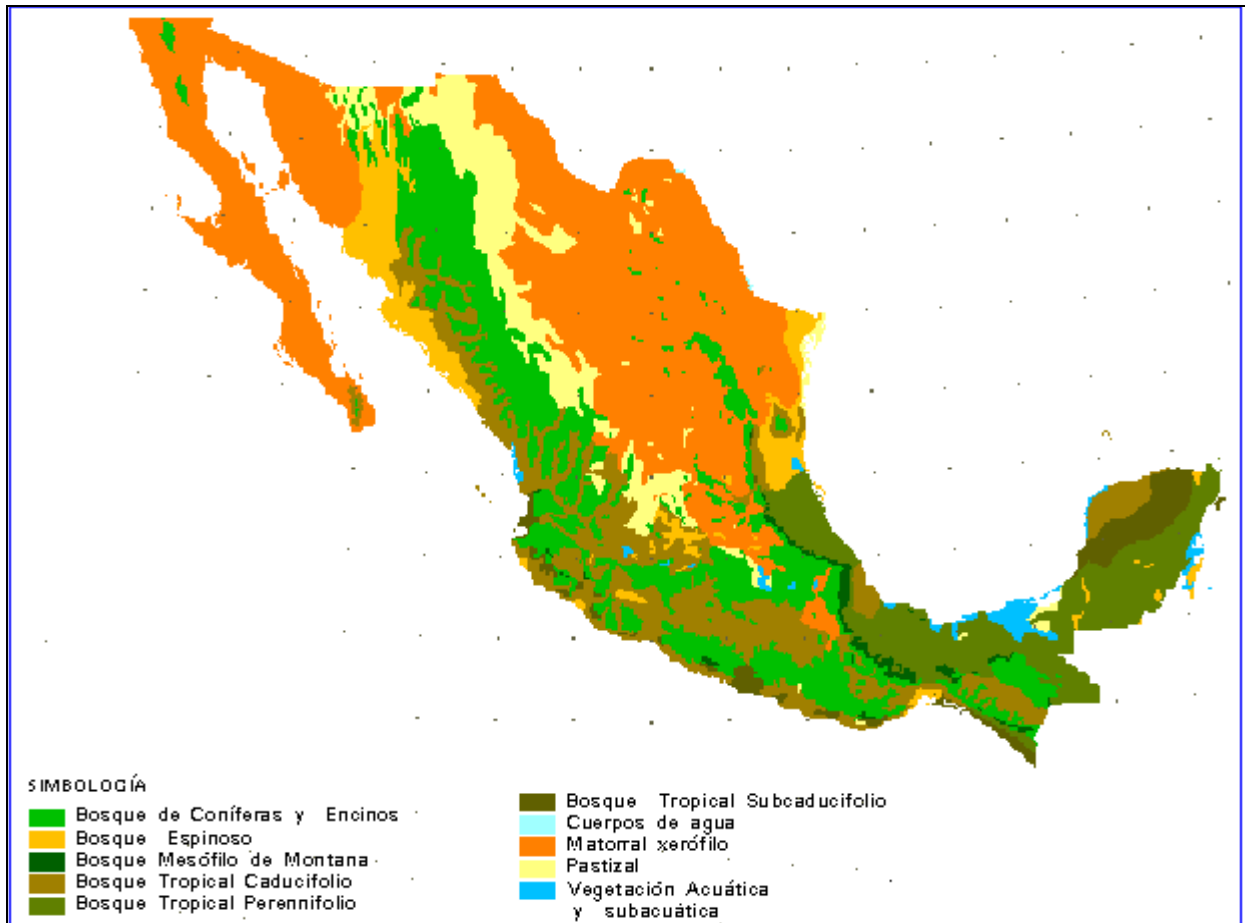 SIMBOLOGÍA
Bosque de Coníferas y Encinos
Bosque Espinoso
Bosque Mesófilo de Montana
Bosque Tropical Caducifolio
Bosque Tropical Perennifolio
Bosque Tropical Subcaducifolio
Cuerpos de agua
Matorral xerófilo
Pastizal
Vegetación Acuática
y subacuática